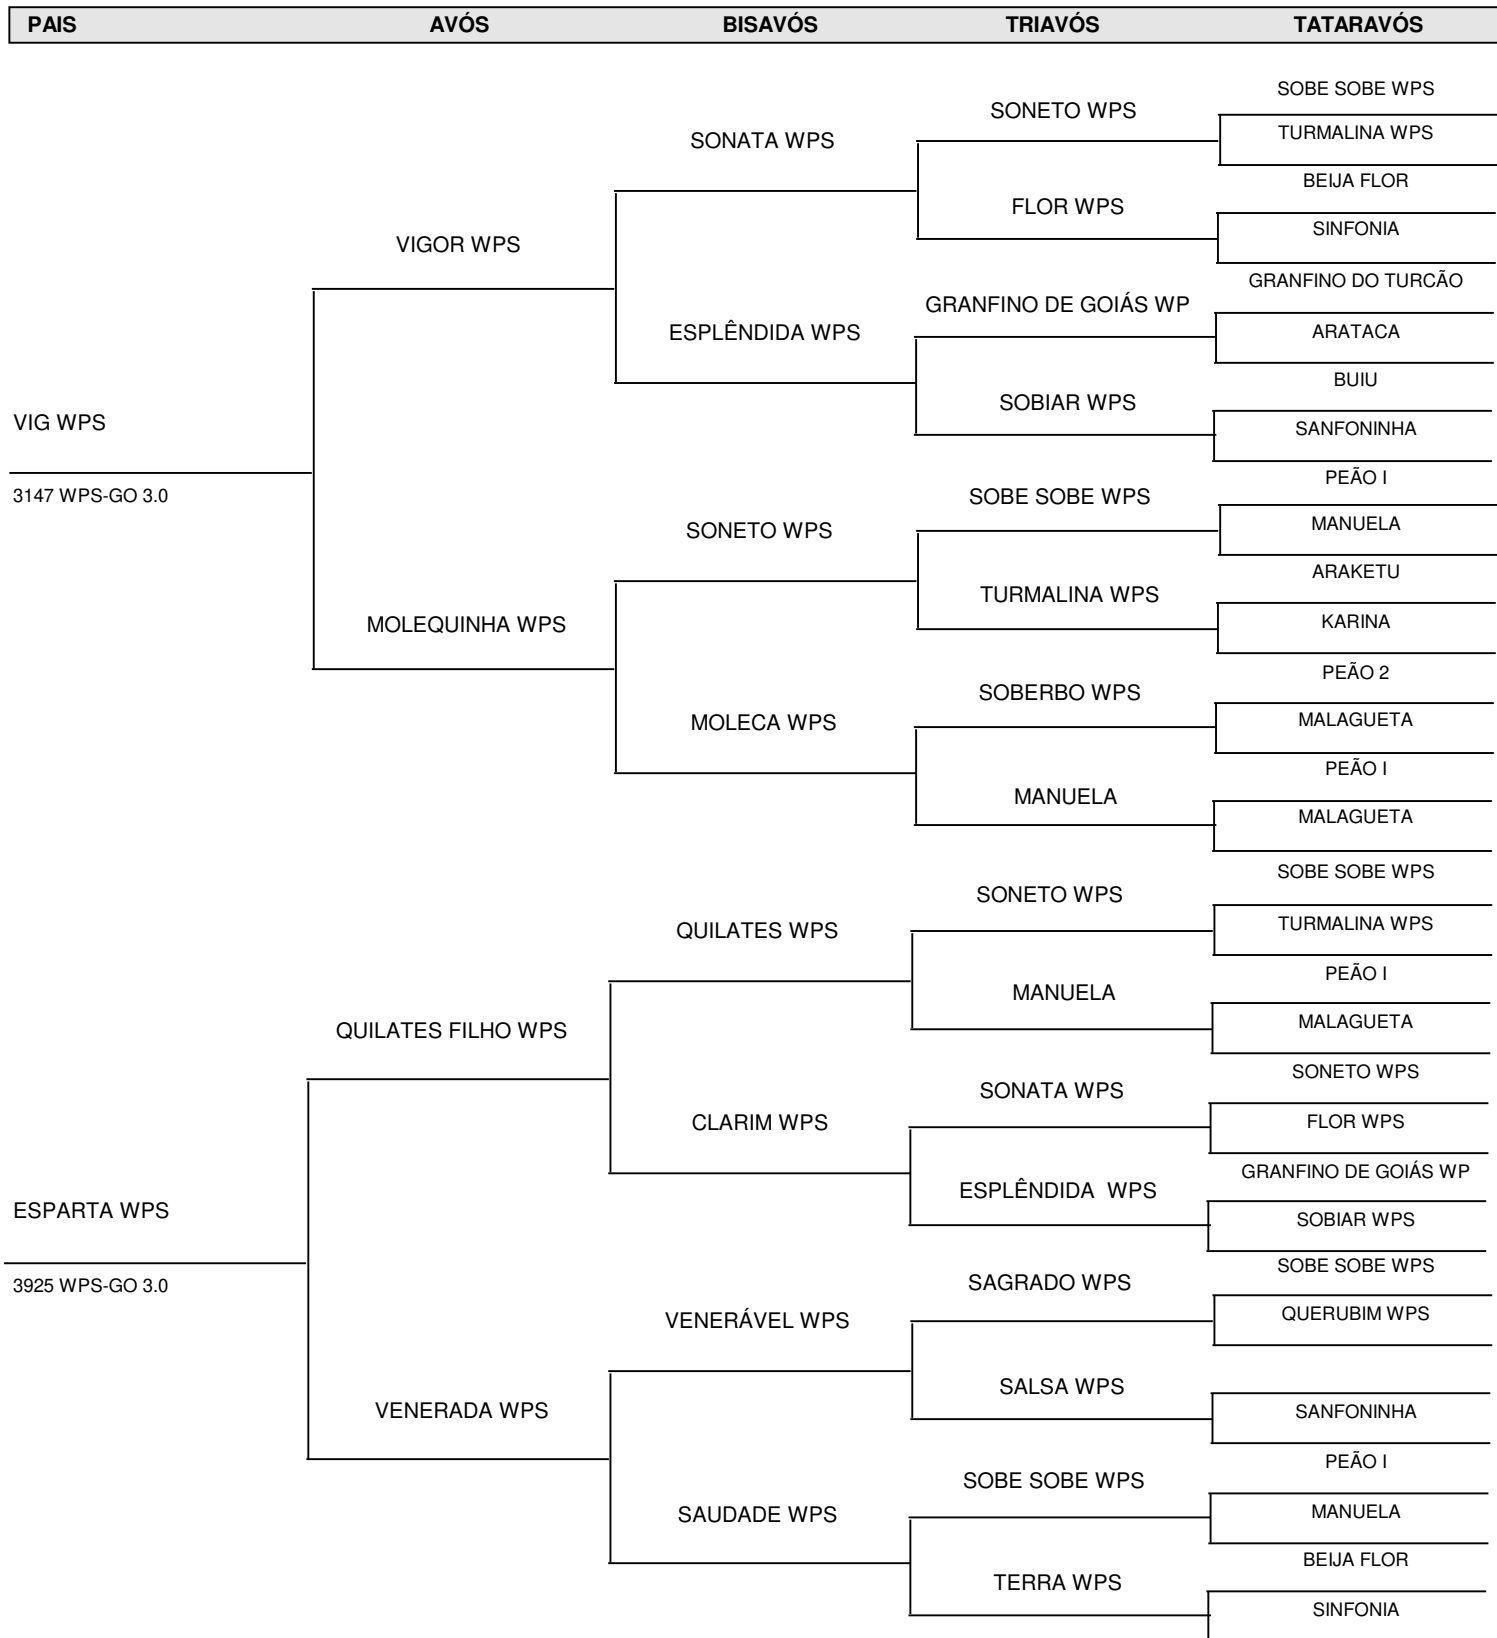 PAIS AVÓS BISAVÓS TRIAVÓS TATARAVÓS
SOBE SOBE WPS
SONETO WPS
TURMALINA WPS
SONATA WPS
BEIJA FLOR
FLOR WPS
SINFONIA
VIGOR WPS
GRANFINO DO TURCÃO
GRANFINO DE GOIÁS WP
ARATACA
ESPLÊNDIDA WPS
BUIU
SOBIAR WPS
SANFONINHA
VIG WPS
3147 WPS-GO 3.0
PEÃO I
SOBE SOBE WPS
MANUELA
SONETO WPS
ARAKETU
TURMALINA WPS
KARINA
MOLEQUINHA WPS
PEÃO 2
SOBERBO WPS
MALAGUETA
MOLECA WPS
PEÃO I
MANUELA
MALAGUETA
SOBE SOBE WPS
SONETO WPS
TURMALINA WPS
QUILATES WPS
PEÃO I
MANUELA
MALAGUETA
QUILATES FILHO WPS
SONETO WPS
SONATA WPS
FLOR WPS
CLARIM WPS
GRANFINO DE GOIÁS WP
ESPLÊNDIDA WPS
SOBIAR WPS
ESPARTA WPS
3925 WPS-GO 3.0
SOBE SOBE WPS
SAGRADO WPS
QUERUBIM WPS
VENERÁVEL WPS
SALSA WPS
SANFONINHA
VENERADA WPS
PEÃO I
SOBE SOBE WPS
MANUELA
SAUDADE WPS
BEIJA FLOR
TERRA WPS
SINFONIA